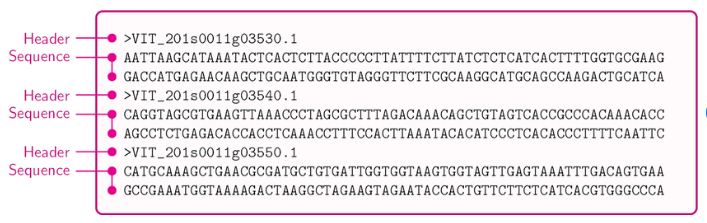 Header >VIT_201s0011g03530.1
Sequence AATTAAGCATAAATACTCACTCTTACCCCCTTATTTTCTTATCTCTCATCACTTTTGGTGCGAAG
GACCATGAGAACAAGCTGCAATGGGTGTAGGGTTCTTCGCAAGGCATGCAGCCAAGACTGCATCA
Header >VIT_201s0011g03540.1
Sequence CAGGTAGCGTGAAGTTAAACCCTAGCGCTTTAGACAAACAGCTGTAGTCACCGCCCACAAACACC
AGCCTCTGAGACACCACCTCAAACCTTTCCACTTAAATACACATCCCTCACACCCTTTTCAATTC
Header >VIT_201s0011g03550.1
Sequence CATGCAAAGCTGAACGCGATGCTGTGATTGGTGGTAAGTGGTAGTTGAGTAAATTTGACAGTGAA
GCCGAAATGGTAAAAGACTAAGGCTAGAAGTAGAATACCACTGTTCTTCTCATCACGTGGGCCCA